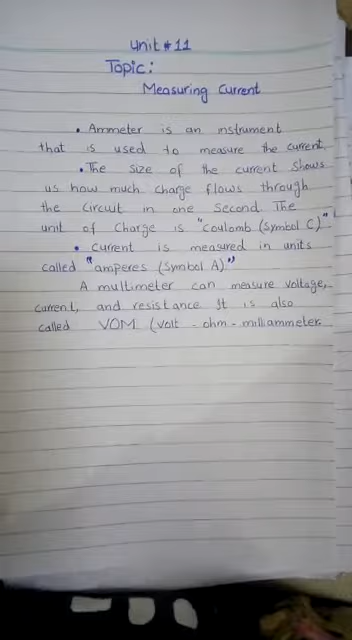 Unit # 11
Topic:
Measuring Current
• Ammeter is an instrument
that is used to measure the current.
• The size of the current shows
us how much charge flows through
the circuit in one second. The
unit of charge is "coulomb (symbol C)"
• Current is measured in units
called "amperes (symbol A)"
A multimeter can measure voltage,
current, and resistance. It is also
called VOM (volt - ohm - milliammeter.